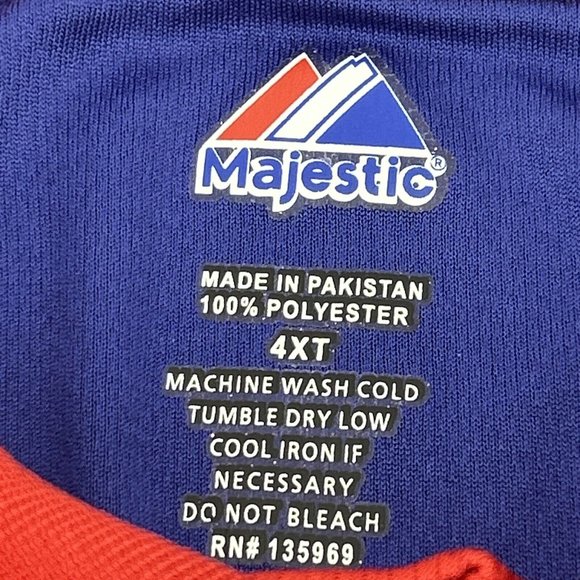 Majestic®
MADE IN PAKISTAN
100% POLYESTER
4XT
MACHINE WASH COLD
TUMBLE DRY LOW
COOL IRON IF
NECESSARY
DO NOT BLEACH
RN# 135969